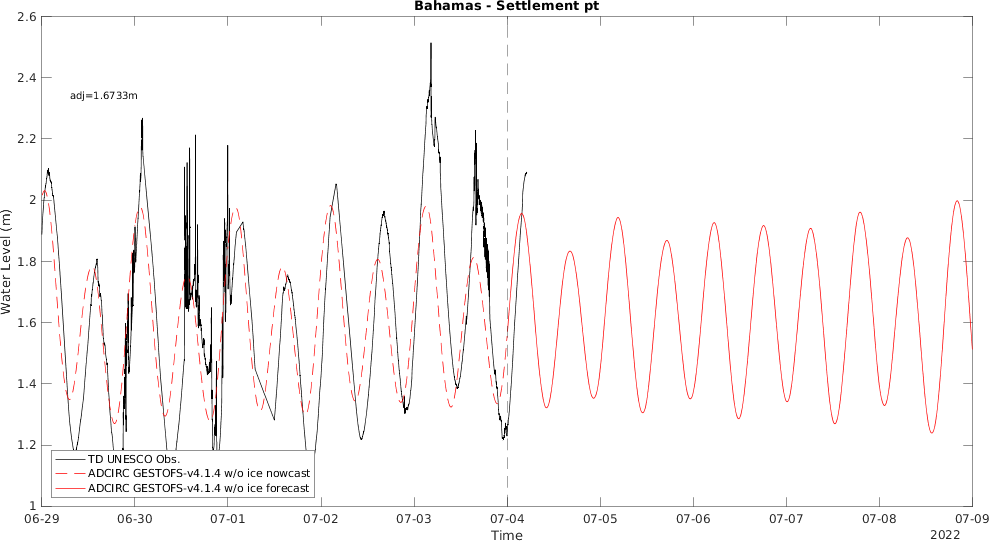 Bahamas - Settlement pt
2.6
2.4
adj=1.6733m
2.2
2
1.8
1.6
1.4
1.2
1
Water Level (m)
TD UNESCO Obs.
ADCIRC GESTOFS-v4.1.4 w/o ice nowcast
ADCIRC GESTOFS-v4.1.4 w/o ice forecast
06-29 06-30 07-01 07-02 07-03 07-04 07-05 07-06 07-07 07-08 07-09
Time
2022